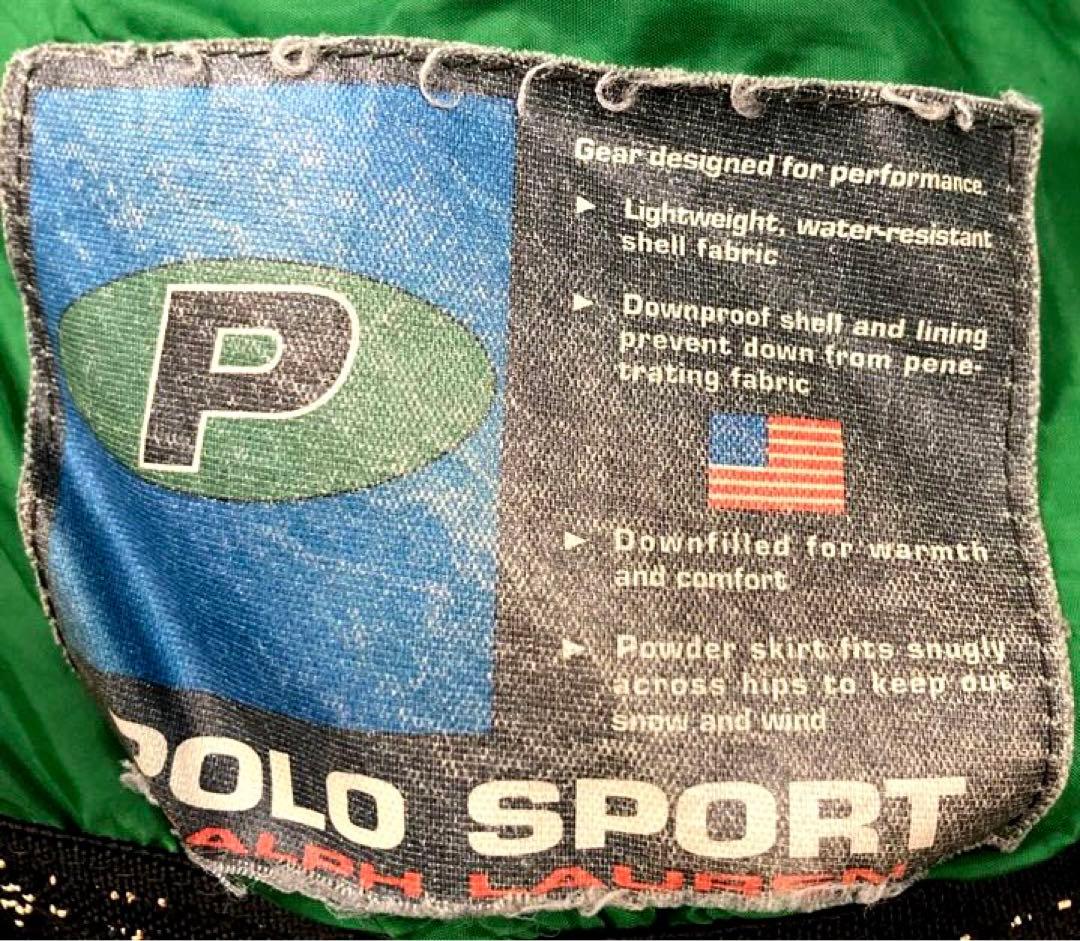 Gear designed for performance.
Lightweight, water-resistant
shell fabric
Downproof shell and lining
prevent down from pene-
trating fabric
Downfilled for warmth
and comfort
Powder skirt fits snugly
across hips to keep out
snow and wind
P
POLO SPORT
RALPH LAUREN